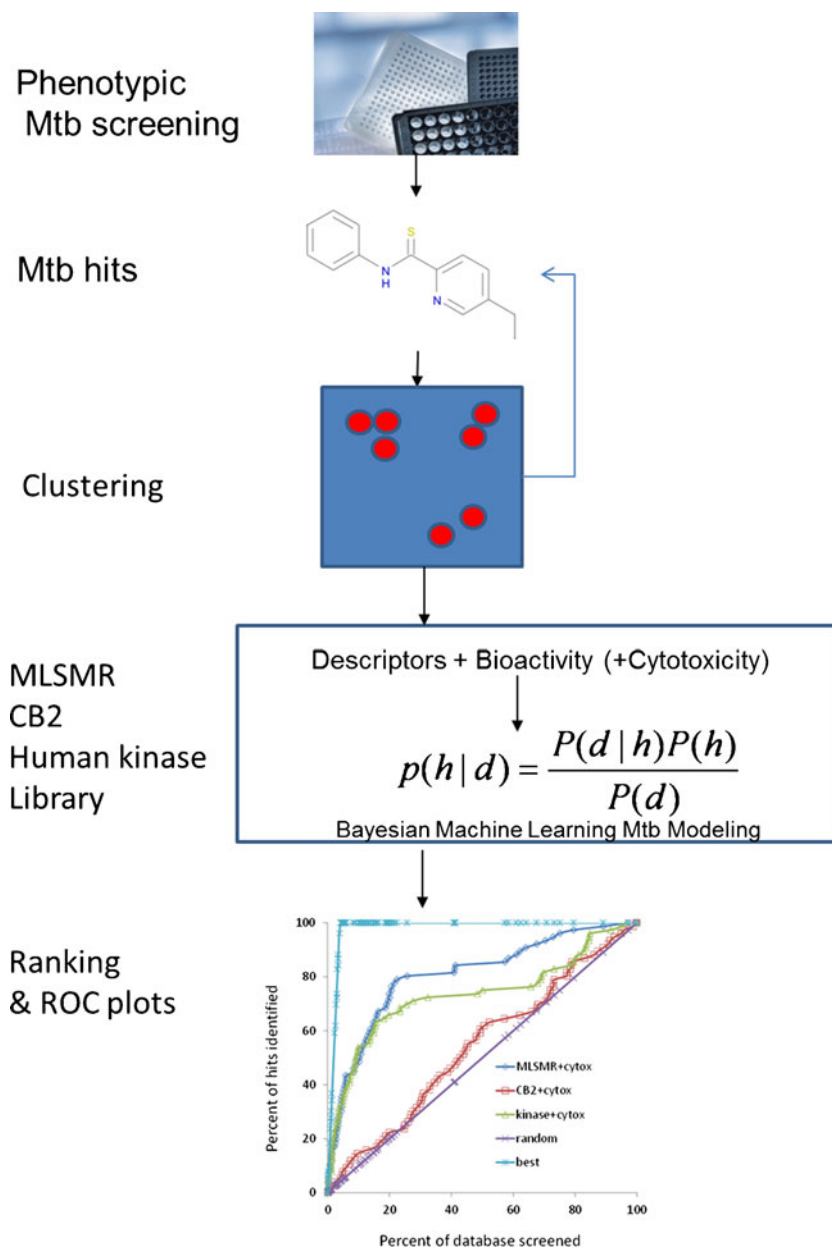 Phenotypic
Mtb screening
Mtb hits
S
N
H
N
Clustering
MLSMR
CB2
Human kinase
Library
Descriptors + Bioactivity (+Cytotoxicity)
p(h|d) = P(d|h)P(h) / P(d)
Bayesian Machine Learning Mtb Modeling
Ranking
& ROC plots
Percent of hits identified
100
80
60
40
20
0
MLSMR+cytox
CB2+cytox
kinase+cytox
random
best
0 20 40 60 80 100
Percent of database screened